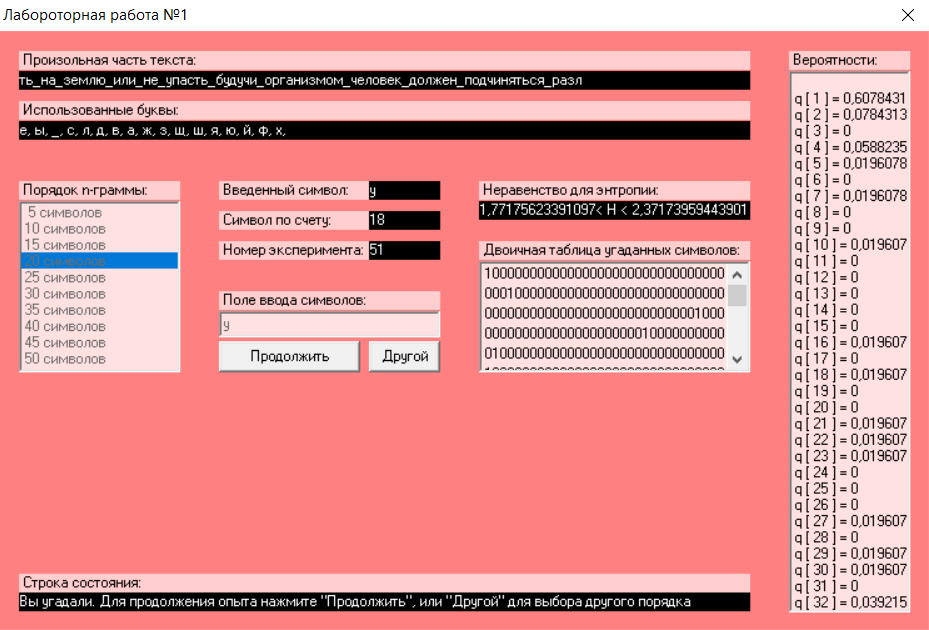 Лабороторная работа №1
Произольная часть текста:
ть_на_землю_или_не_упасть_будучи_организмом_человек_должен_подчиняться_разл
Использованные буквы:
е, ы, _, с, л, д, в, а, ж, з, щ, ш, я, ю, й, ф, х,
Порядок n-граммы:
5 символов
10 символов
15 символов
20 символов
25 символов
30 символов
35 символов
40 символов
45 символов
50 символов
Введенный символ: у
Символ по счету: 18
Номер эксперимента: 51
Поле ввода символов:
у
Продолжить
Другой
Неравенство для энтропии:
1,77175623391097< H < 2,37173959443901
Двоичная таблица угаданных символов:
10000000000000000000000000000000
00010000000000000000000000000000
00000000000000000000000000001000
00000000000000000000010000000000
01000000000000000000000000000000
Вероятности:
q [ 1 ] = 0,6078431
q [ 2 ] = 0,0784313
q [ 3 ] = 0
q [ 4 ] = 0,0588235
q [ 5 ] = 0,0196078
q [ 6 ] = 0
q [ 7 ] = 0,0196078
q [ 8 ] = 0
q [ 9 ] = 0
q [ 10 ] = 0,019607
q [ 11 ] = 0
q [ 12 ] = 0
q [ 13 ] = 0
q [ 14 ] = 0
q [ 15 ] = 0
q [ 16 ] = 0,019607
q [ 17 ] = 0
q [ 18 ] = 0,019607
q [ 19 ] = 0
q [ 20 ] = 0
q [ 21 ] = 0,019607
q [ 22 ] = 0,019607
q [ 23 ] = 0,019607
q [ 24 ] = 0
q [ 25 ] = 0
q [ 26 ] = 0
q [ 27 ] = 0,019607
q [ 28 ] = 0
q [ 29 ] = 0,019607
q [ 30 ] = 0,019607
q [ 31 ] = 0
q [ 32 ] = 0,039215
Строка состояния:
Вы угадали. Для продолжения опыта нажмите "Продолжить", или "Другой" для выбора другого порядка